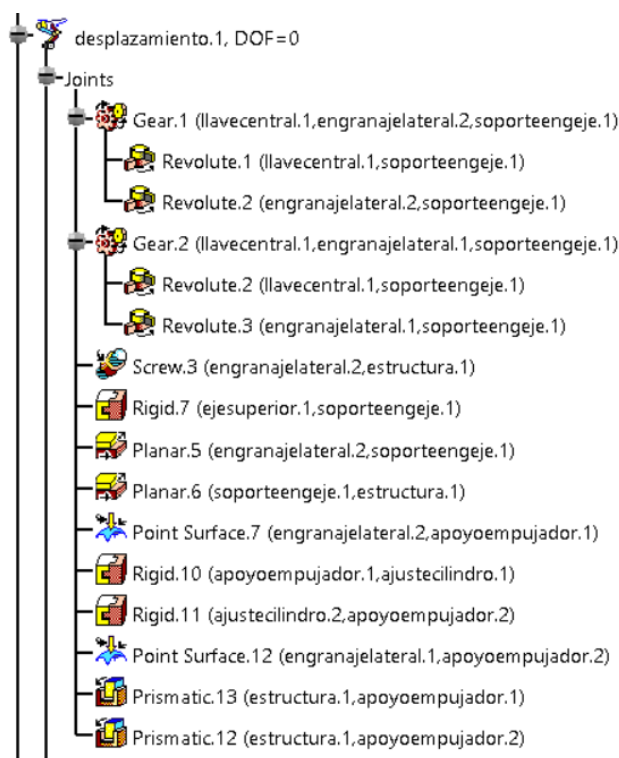 desplazamiento.1, DOF=0
Joints
Gear.1 (llavecentral.1,engranajelateral.2,soporteengeje.1)
Revolute.1 (llavecentral.1,soporteengeje.1)
Revolute.2 (engranajelateral.2,soporteengeje.1)
Gear.2 (llavecentral.1,engranajelateral.1,soporteengeje.1)
Revolute.2 (llavecentral.1,soporteengeje.1)
Revolute.3 (engranajelateral.1,soporteengeje.1)
Screw.3 (engranajelateral.2,estructura.1)
Rigid.7 (ejesuperior.1,soporteengeje.1)
Planar.5 (engranajelateral.2,soporteengeje.1)
Planar.6 (soporteengeje.1,estructura.1)
Point Surface.7 (engranajelateral.2,apoyoempujador.1)
Rigid.10 (apoyoempujador.1,ajustecilindro.1)
Rigid.11 (ajustecilindro.2,apoyoempujador.2)
Point Surface.12 (engranajelateral.1,apoyoempujador.2)
Prismatic.13 (estructura.1,apoyoempujador.1)
Prismatic.12 (estructura.1,apoyoempujador.2)